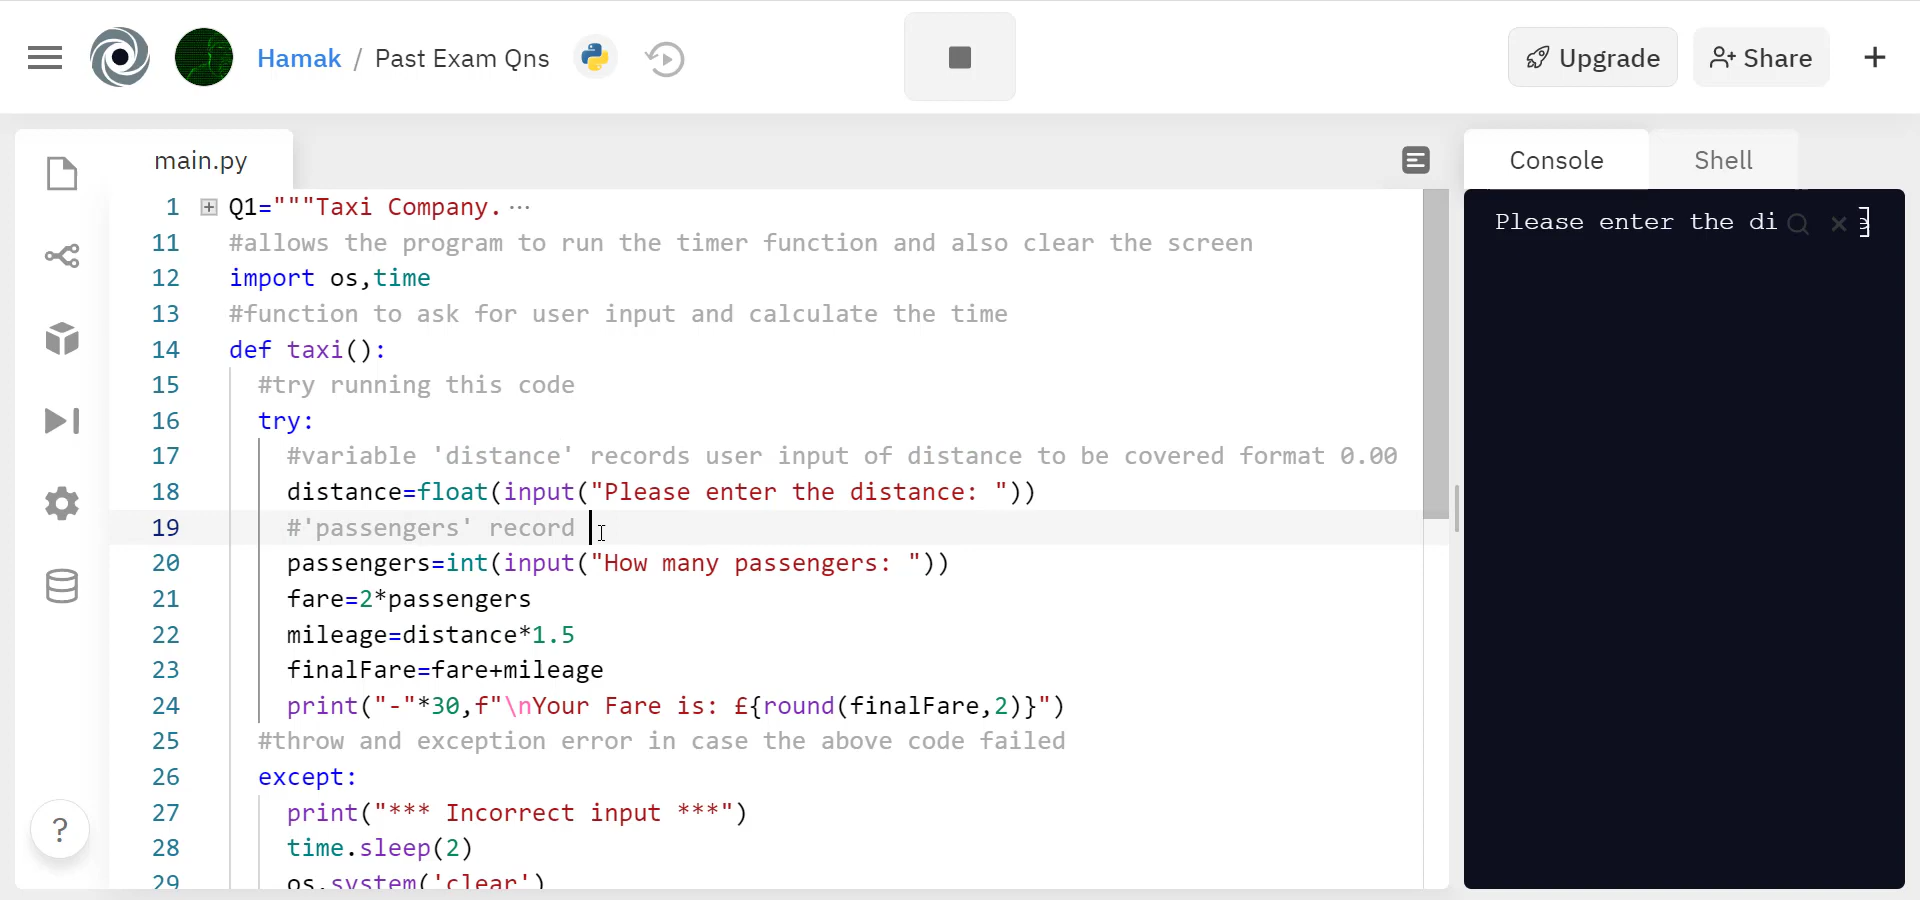 Hamak / Past Exam Qns
Upgrade
Share
main.py
1 Q1="""Taxi Company. ···
11 #allows the program to run the timer function and also clear the screen
12 import os,time
13 #function to ask for user input and calculate the time
14 def taxi():
15 #try running this code
16 try:
17 #variable 'distance' records user input of distance to be covered format 0.00
18 distance=float(input("Please enter the distance: "))
19 #'passengers' record
20 passengers=int(input("How many passengers: "))
21 fare=2*passengers
22 mileage=distance*1.5
23 finalFare=fare+mileage
24 print("-"*30,f"\nYour Fare is: £{round(finalFare,2)}")
25 #throw and exception error in case the above code failed
26 except:
27 print("*** Incorrect input ***")
28 time.sleep(2)
29 os.system('clear')
?
Console
Shell
Please enter the di